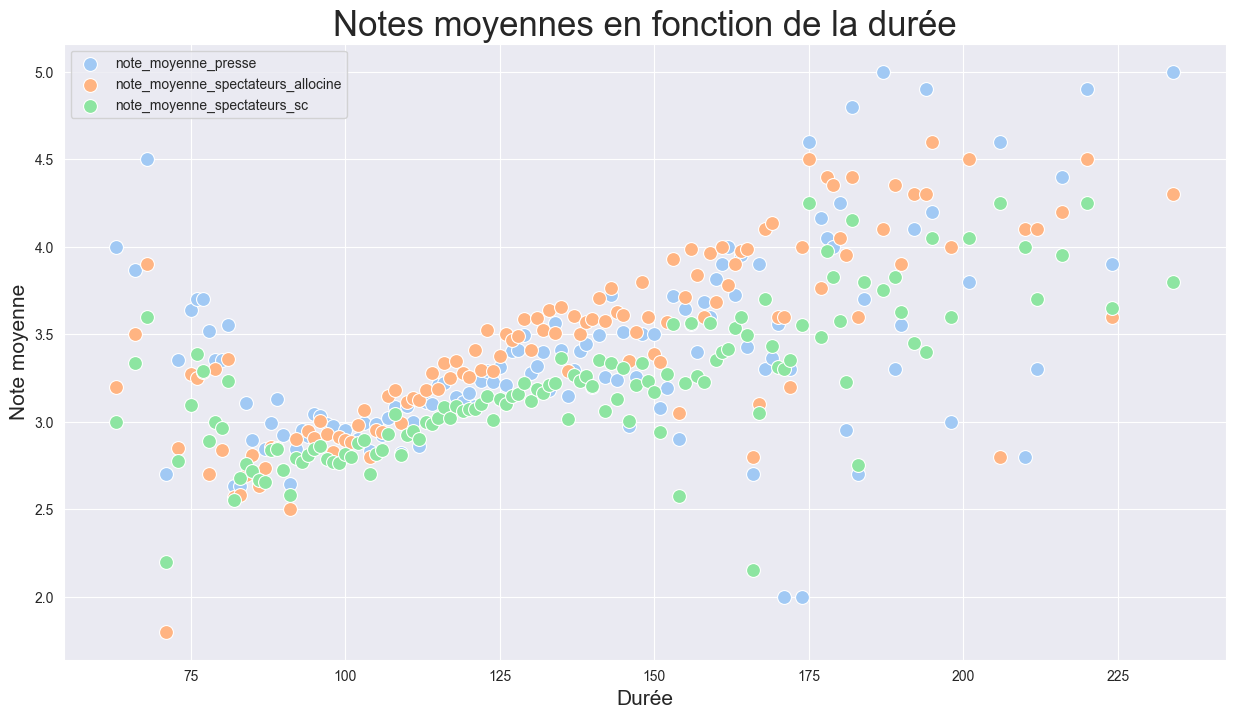 Notes moyennes en fonction de la durée
note_moyenne_presse
note_moyenne_spectateurs_allocine
note_moyenne_spectateurs_sc
5.0
4.5
4.0
3.5
3.0
2.5
2.0
Note moyenne
75 100 125 150 175 200 225
Durée